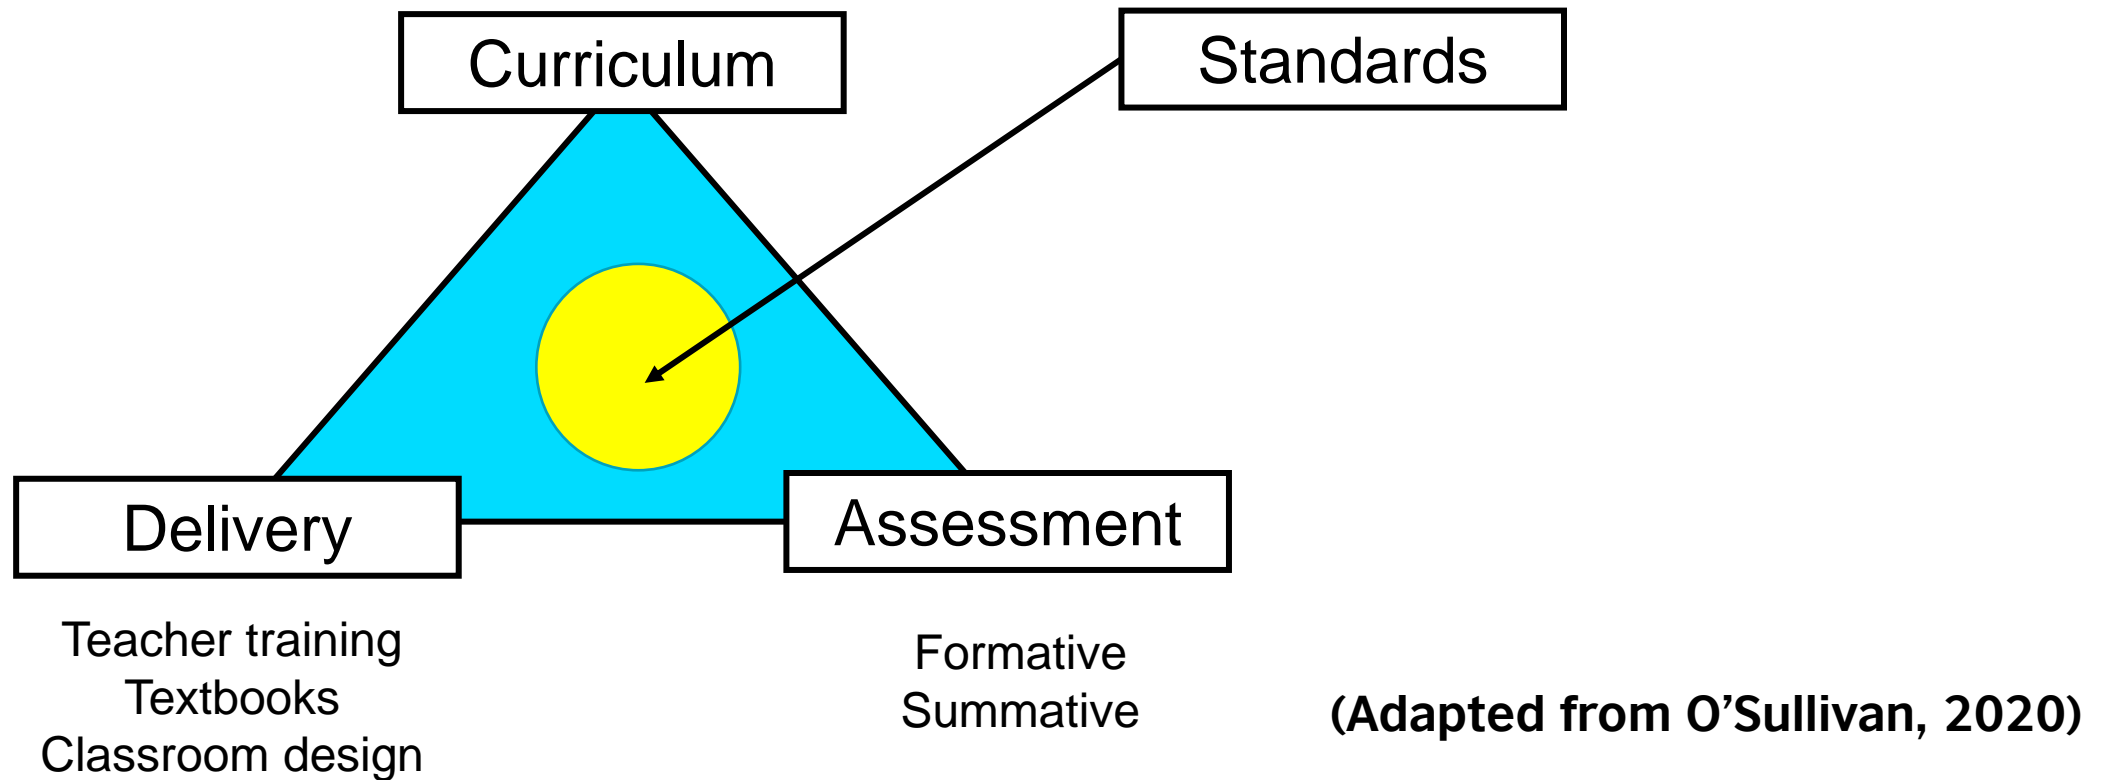 Curriculum
Standards
Delivery
Assessment
Teacher training
Textbooks
Classroom design
Formative
Summative
(Adapted from O’Sullivan, 2020)